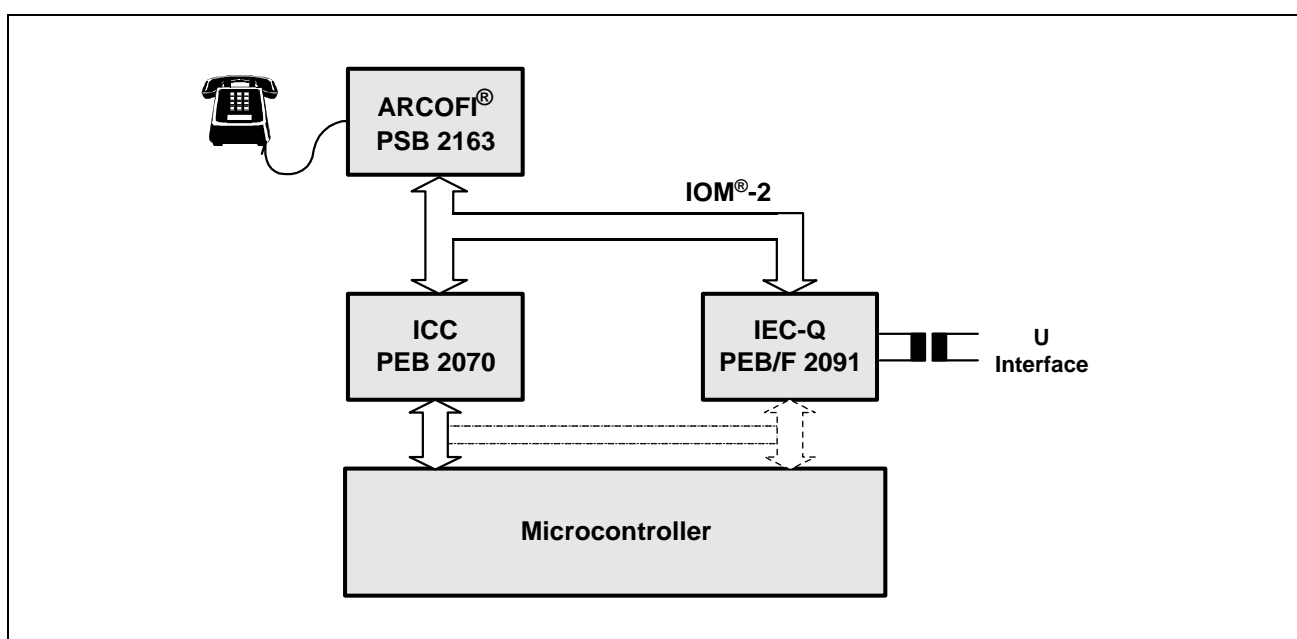 ARCOFI®
PSB 2163
IOM®-2
ICC
PEB 2070
IEC-Q
PEB/F 2091
U
Interface
Microcontroller